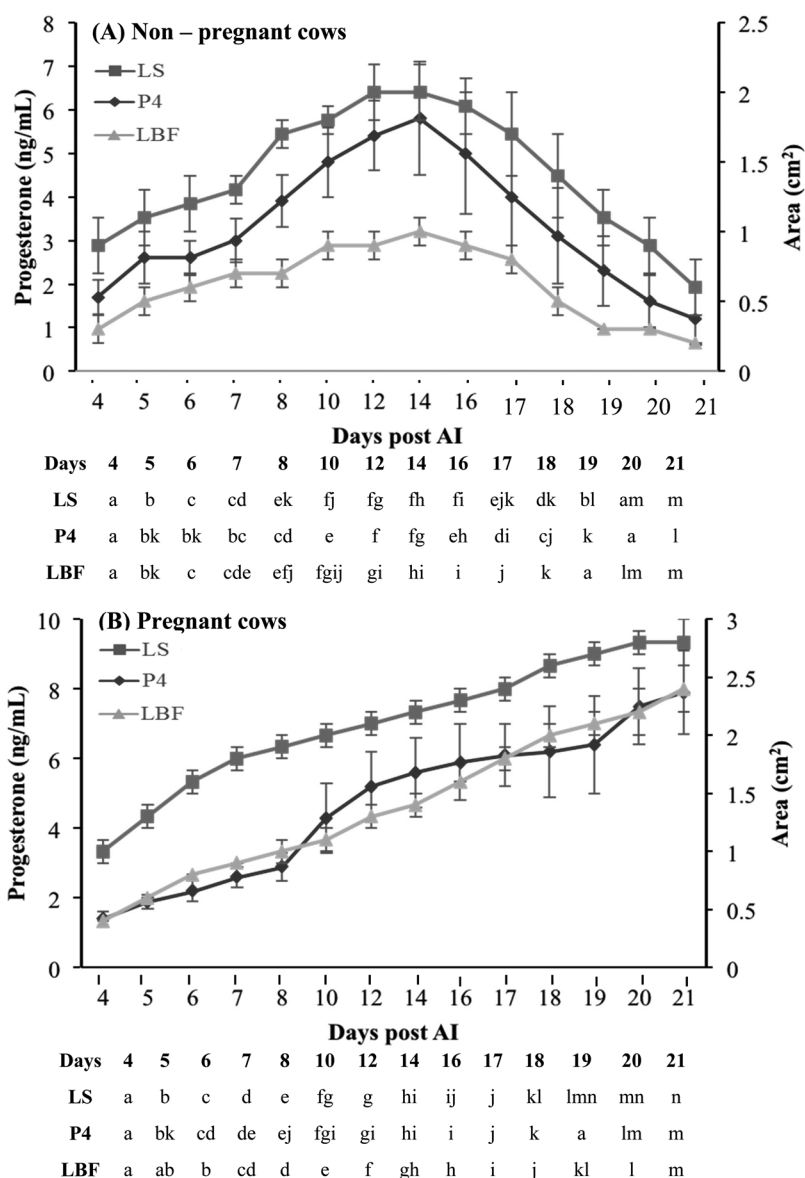 (A) Non – pregnant cows
LS
P4
LBF
Progesterone (ng/mL)
8
7
6
5
4
3
2
1
0
Area (cm²)
2.5
2
1.5
1
0.5
0
4 5 6 7 8 10 12 14 16 17 18 19 20 21
Days post AI
Days 4 5 6 7 8 10 12 14 16 17 18 19 20 21
LS a b c cd ek fj fg fh fi ejk dk bl am m
P4 a bk bk bc cd e f fg eh di cj k a l
LBF a bk c cde efj fgij gi hi i j k a lm m
(B) Pregnant cows
LS
P4
LBF
Progesterone (ng/mL)
10
8
6
4
2
0
Area (cm²)
3
2.5
2
1.5
1
0.5
0
4 5 6 7 8 10 12 14 16 17 18 19 20 21
Days post AI
Days 4 5 6 7 8 10 12 14 16 17 18 19 20 21
LS a b c d e fg g hi ij j kl lmn mn n
P4 a bk cd de ej fgi gi hi i j k a lm m
LBF a ab b cd d e f gh h i j kl l m